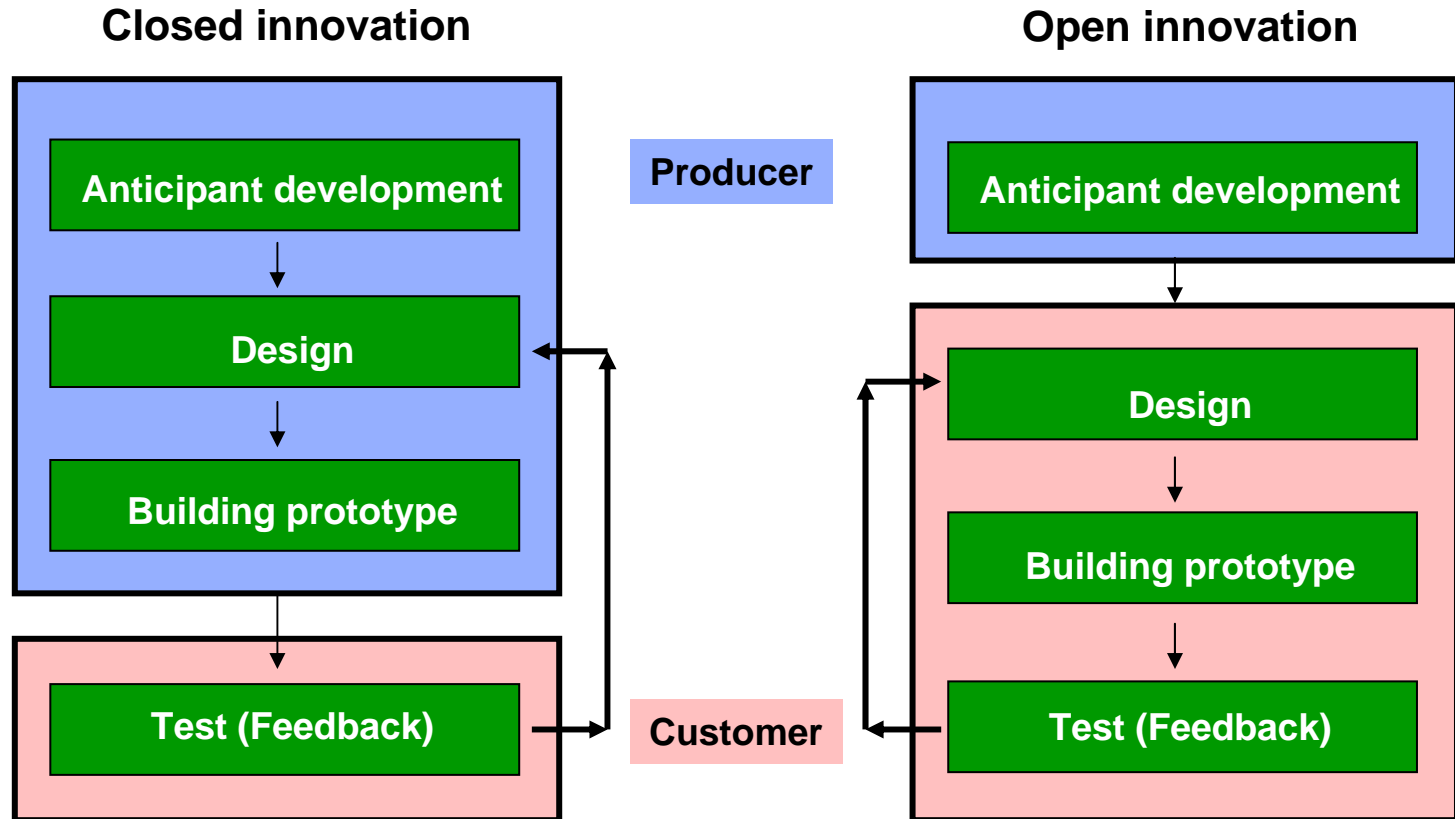 Closed innovation
Anticipant development
Design
Building prototype
Test (Feedback)
Producer
Customer
Open innovation
Anticipant development
Design
Building prototype
Test (Feedback)